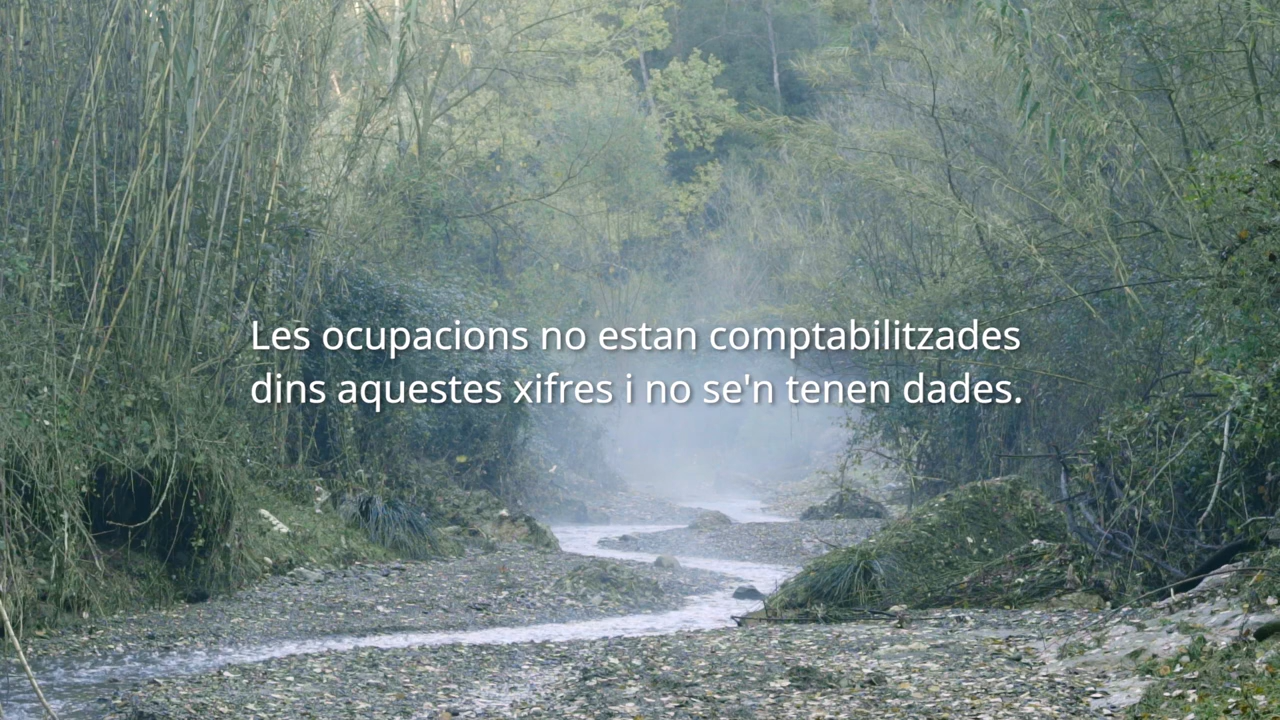 Les ocupacions no estan comptabilitzades
dins aquestes xifres i no se'n tenen dades.